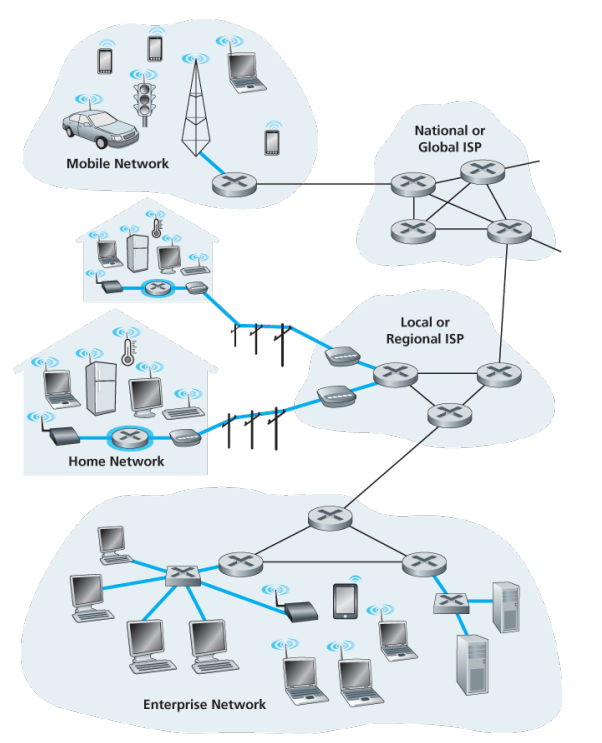 National or
Global ISP
Mobile Network
Local or
Regional ISP
Home Network
Enterprise Network